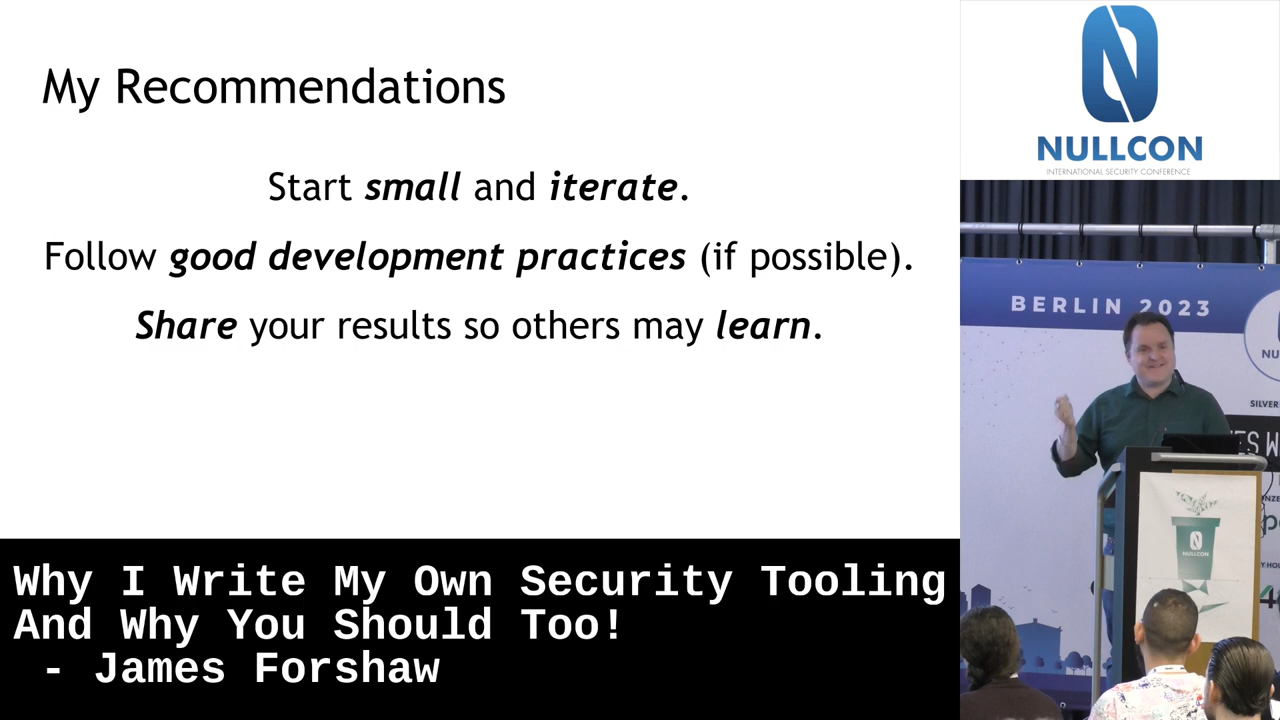 My Recommendations
Start small and iterate.
Follow good development practices (if possible).
Share your results so others may learn.
Why I Write My Own Security Tooling
And Why You Should Too!
- James Forshaw
NULLCON
INTERNATIONAL SECURITY CONFERENCE
BERLIN 2023
NU
SILVER
ES W
NULLCON